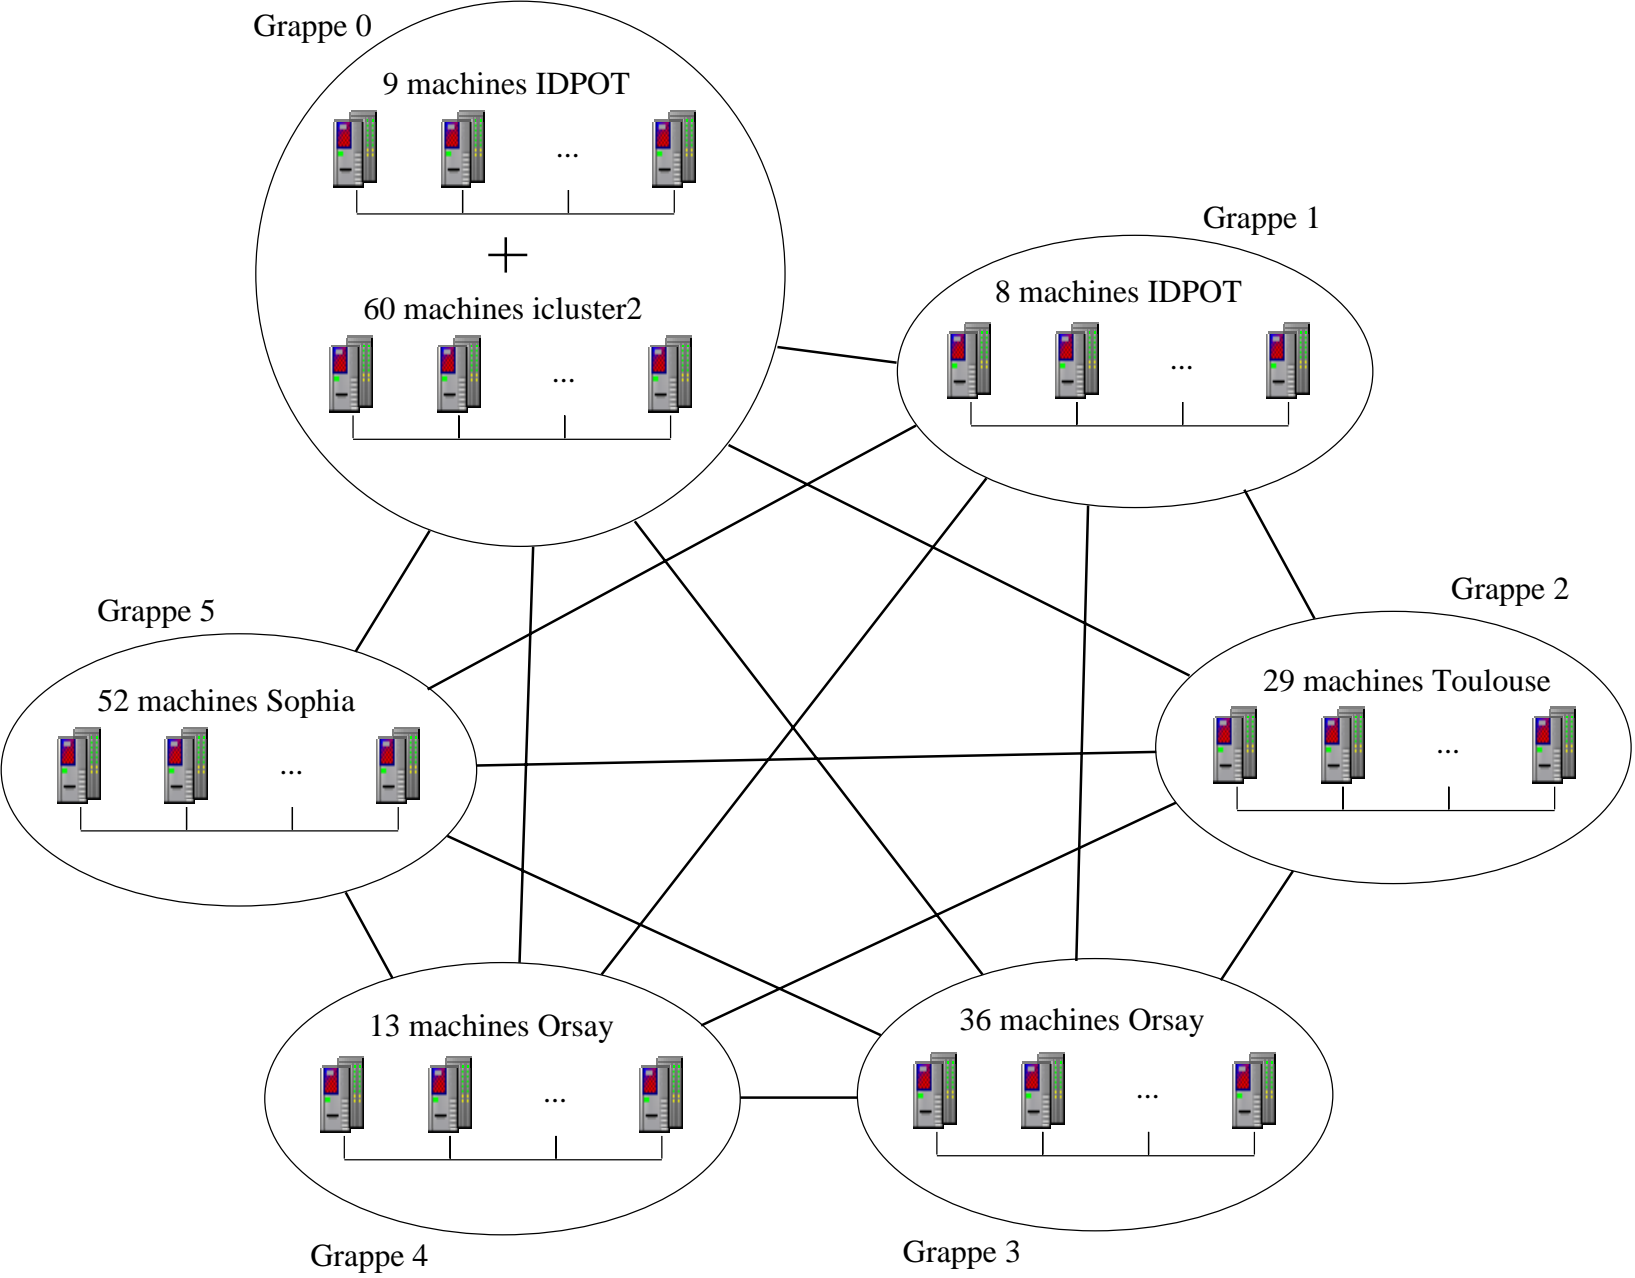 Grappe 0
9 machines IDPOT
...
60 machines icluster2
...
Grappe 1
8 machines IDPOT
...
Grappe 2
29 machines Toulouse
...
Grappe 5
52 machines Sophia
...
13 machines Orsay
...
Grappe 4
36 machines Orsay
...
Grappe 3